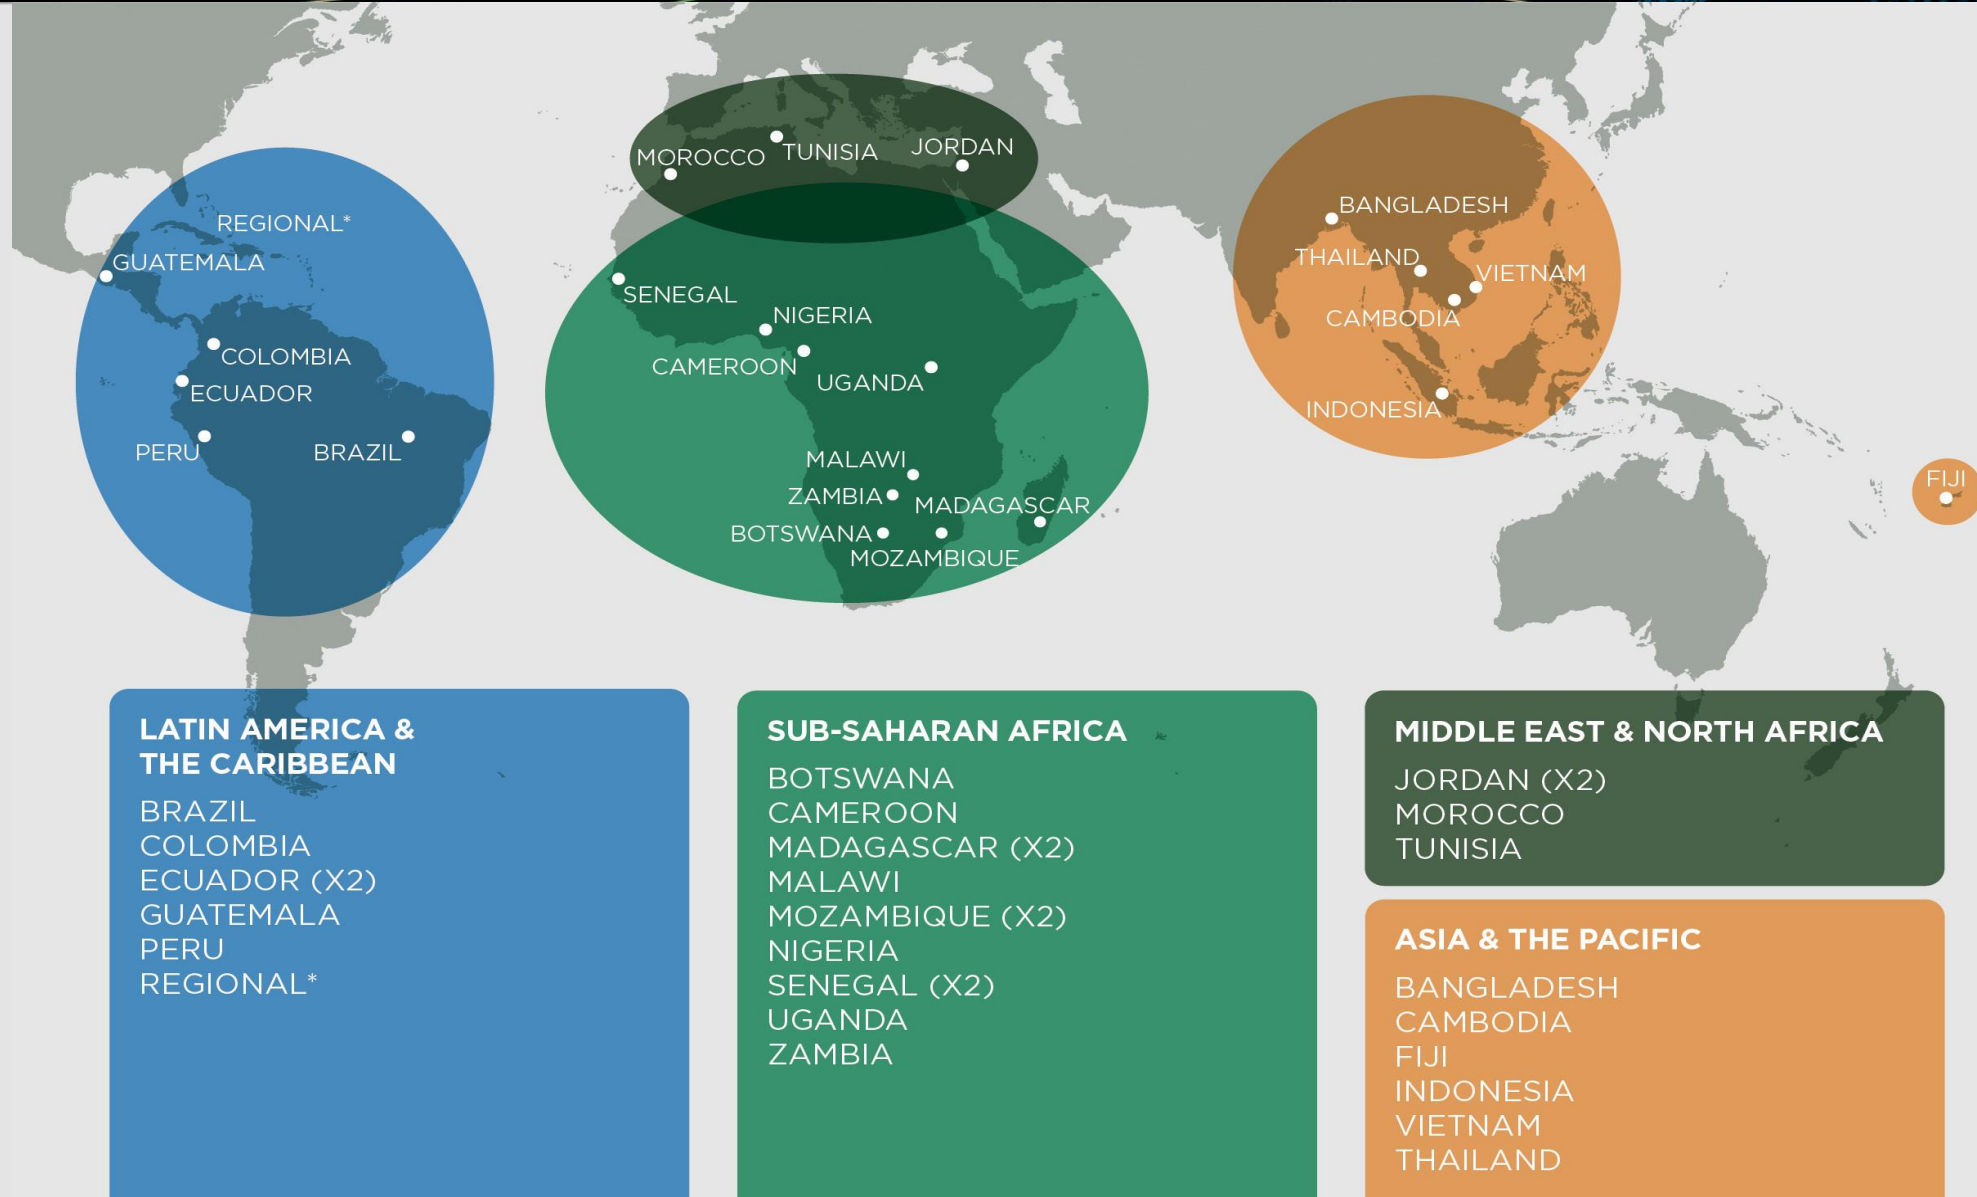 MOROCCO
TUNISIA
JORDAN
REGIONAL*
GUATEMALA
COLOMBIA
ECUADOR
PERU
BRAZIL
SENEGAL
NIGERIA
CAMEROON
UGANDA
MALAWI
ZAMBIA
MADAGASCAR
BOTSWANA
MOZAMBIQUE
BANGLADESH
THAILAND
VIETNAM
CAMBODIA
INDONESIA
FIJI
LATIN AMERICA &
THE CARIBBEAN
BRAZIL
COLOMBIA
ECUADOR (X2)
GUATEMALA
PERU
REGIONAL*
SUB-SAHARAN AFRICA
BOTSWANA
CAMEROON
MADAGASCAR (X2)
MALAWI
MOZAMBIQUE (X2)
NIGERIA
SENEGAL (X2)
UGANDA
ZAMBIA
MIDDLE EAST & NORTH AFRICA
JORDAN (X2)
MOROCCO
TUNISIA
ASIA & THE PACIFIC
BANGLADESH
CAMBODIA
FIJI
INDONESIA
VIETNAM
THAILAND